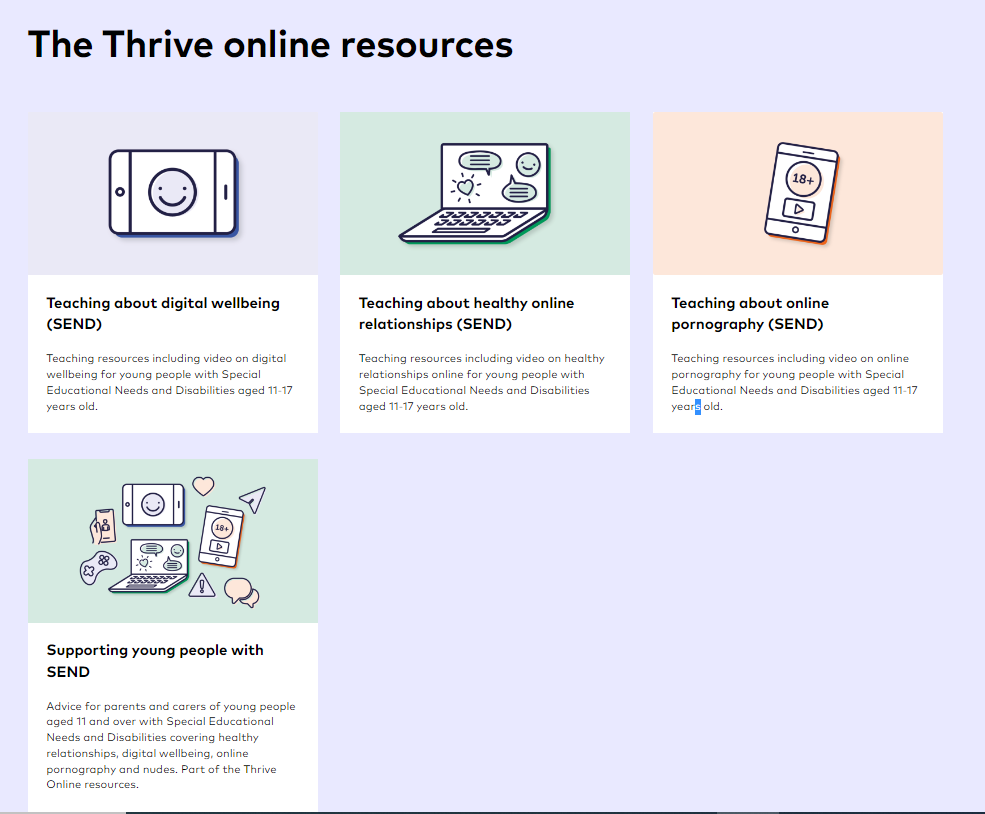 The Thrive online resources
18+
Teaching about digital wellbeing
(SEND)
Teaching resources including video on digital
wellbeing for young people with Special
Educational Needs and Disabilities aged 11-17
years old.
Teaching about healthy online
relationships (SEND)
Teaching resources including video on healthy
relationships online for young people with
Special Educational Needs and Disabilities
aged 11-17 years old.
Teaching about online
pornography (SEND)
Teaching resources including video on online
pornography for young people with Special
Educational Needs and Disabilities aged 11-17
years old.
18+
Supporting young people with
SEND
Advice for parents and carers of young people
aged 11 and over with Special Educational
Needs and Disabilities covering healthy
relationships, digital wellbeing, online
pornography and nudes. Part of the Thrive
Online resources.